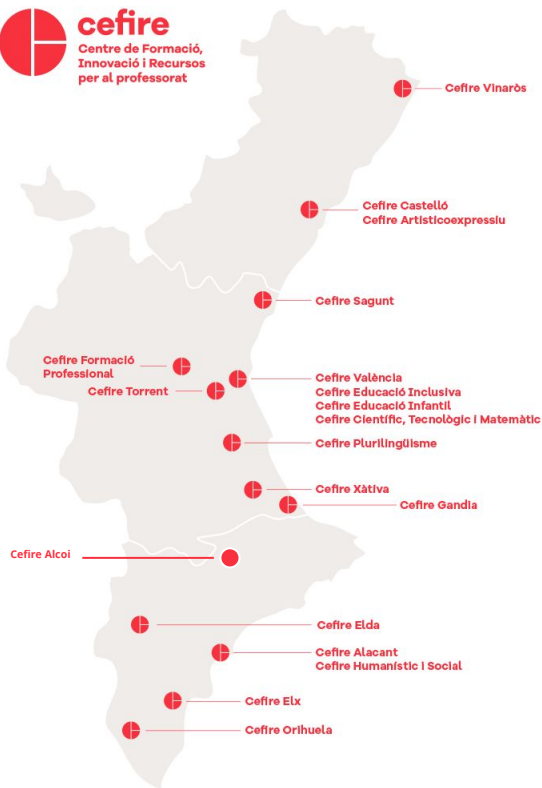 cefire
Centre de Formació,
Innovació i Recursos
per al professorat
Cefire Vinaròs
Cefire Castelló
Cefire Artisticoexpressiu
Cefire Sagunt
Cefire Formació
Professional
Cefire Torrent
Cefire València
Cefire Educació Inclusiva
Cefire Educació Infantil
Cefire Científic, Tecnològic i Matemàtic
Cefire Plurilingüisme
Cefire Xàtiva
Cefire Gandia
Cefire Alcoi
Cefire Elda
Cefire Alacant
Cefire Humanístic i Social
Cefire Elx
Cefire Orihuela